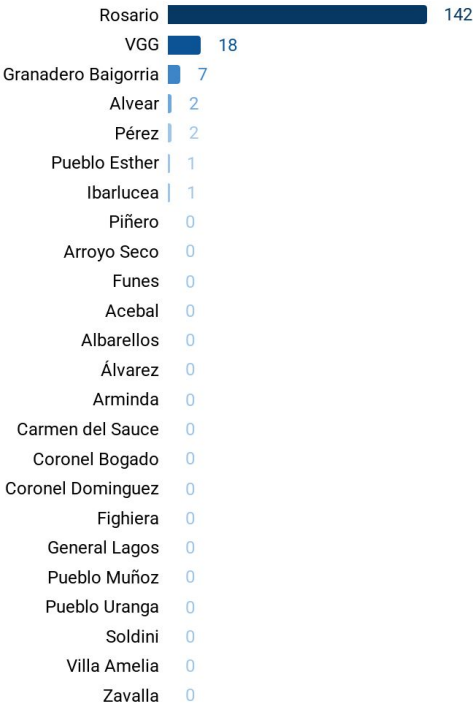 Rosario 142
VGG 18
Granadero Baigorria 7
Alvear 2
Pérez 2
Pueblo Esther 1
Ibarlucea 1
Piñero 0
Arroyo Seco 0
Funes 0
Acebal 0
Albarellos 0
Álvarez 0
Arminda 0
Carmen del Sauce 0
Coronel Bogado 0
Coronel Dominguez 0
Fighiera 0
General Lagos 0
Pueblo Muñoz 0
Pueblo Uranga 0
Soldini 0
Villa Amelia 0
Zavalla 0